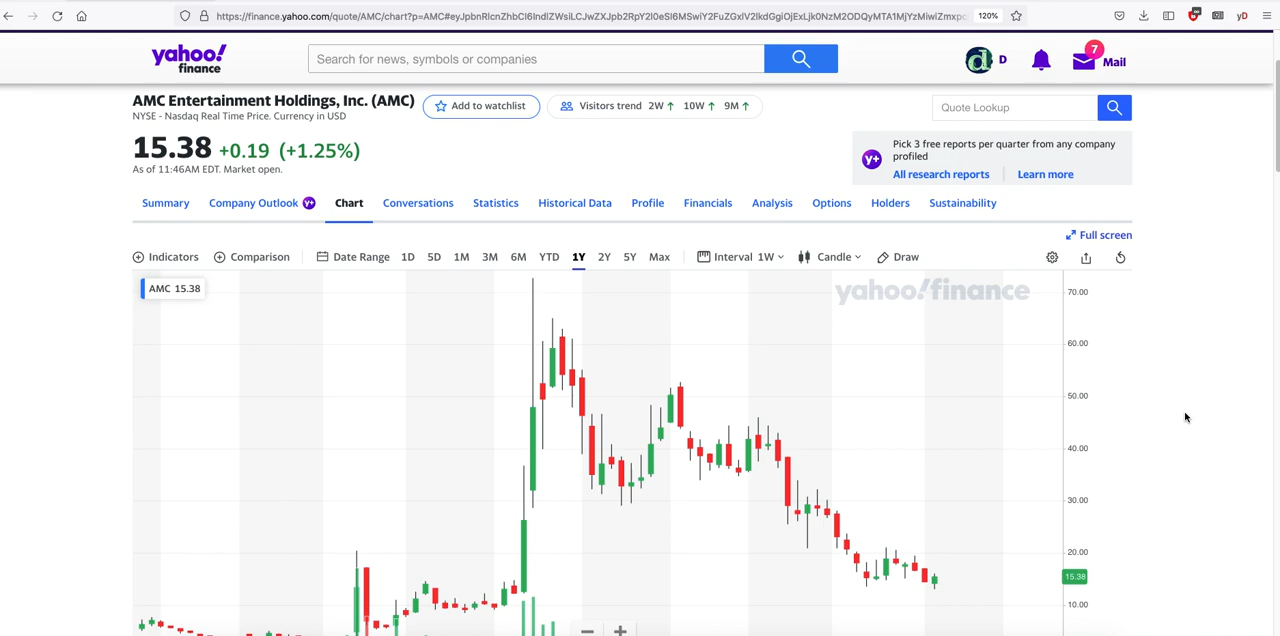 https://finance.yahoo.com/quote/AMC/chart?p=AMC#
120%
yD
yahoo!
finance
Search for news, symbols or companies
d D
7
Mail
AMC Entertainment Holdings, Inc. (AMC)
Add to watchlist
Visitors trend 2W 10W 9M
Quote Lookup
NYSE - Nasdaq Real Time Price. Currency in USD
15.38 +0.19 (+1.25%)
As of 11:46AM EDT. Market open.
y+
Pick 3 free reports per quarter from any company
profiled
All research reports
Learn more
Summary Company Outlook y+ Chart Conversations Statistics Historical Data Profile Financials Analysis Options Holders Sustainability
Full screen
Indicators Comparison Date Range 1D 5D 1M 3M 6M YTD 1Y 2Y 5Y Max Interval 1W Candle Draw
AMC 15.38
yahoo!finance
70.00
60.00
50.00
40.00
30.00
20.00
15.38
10.00